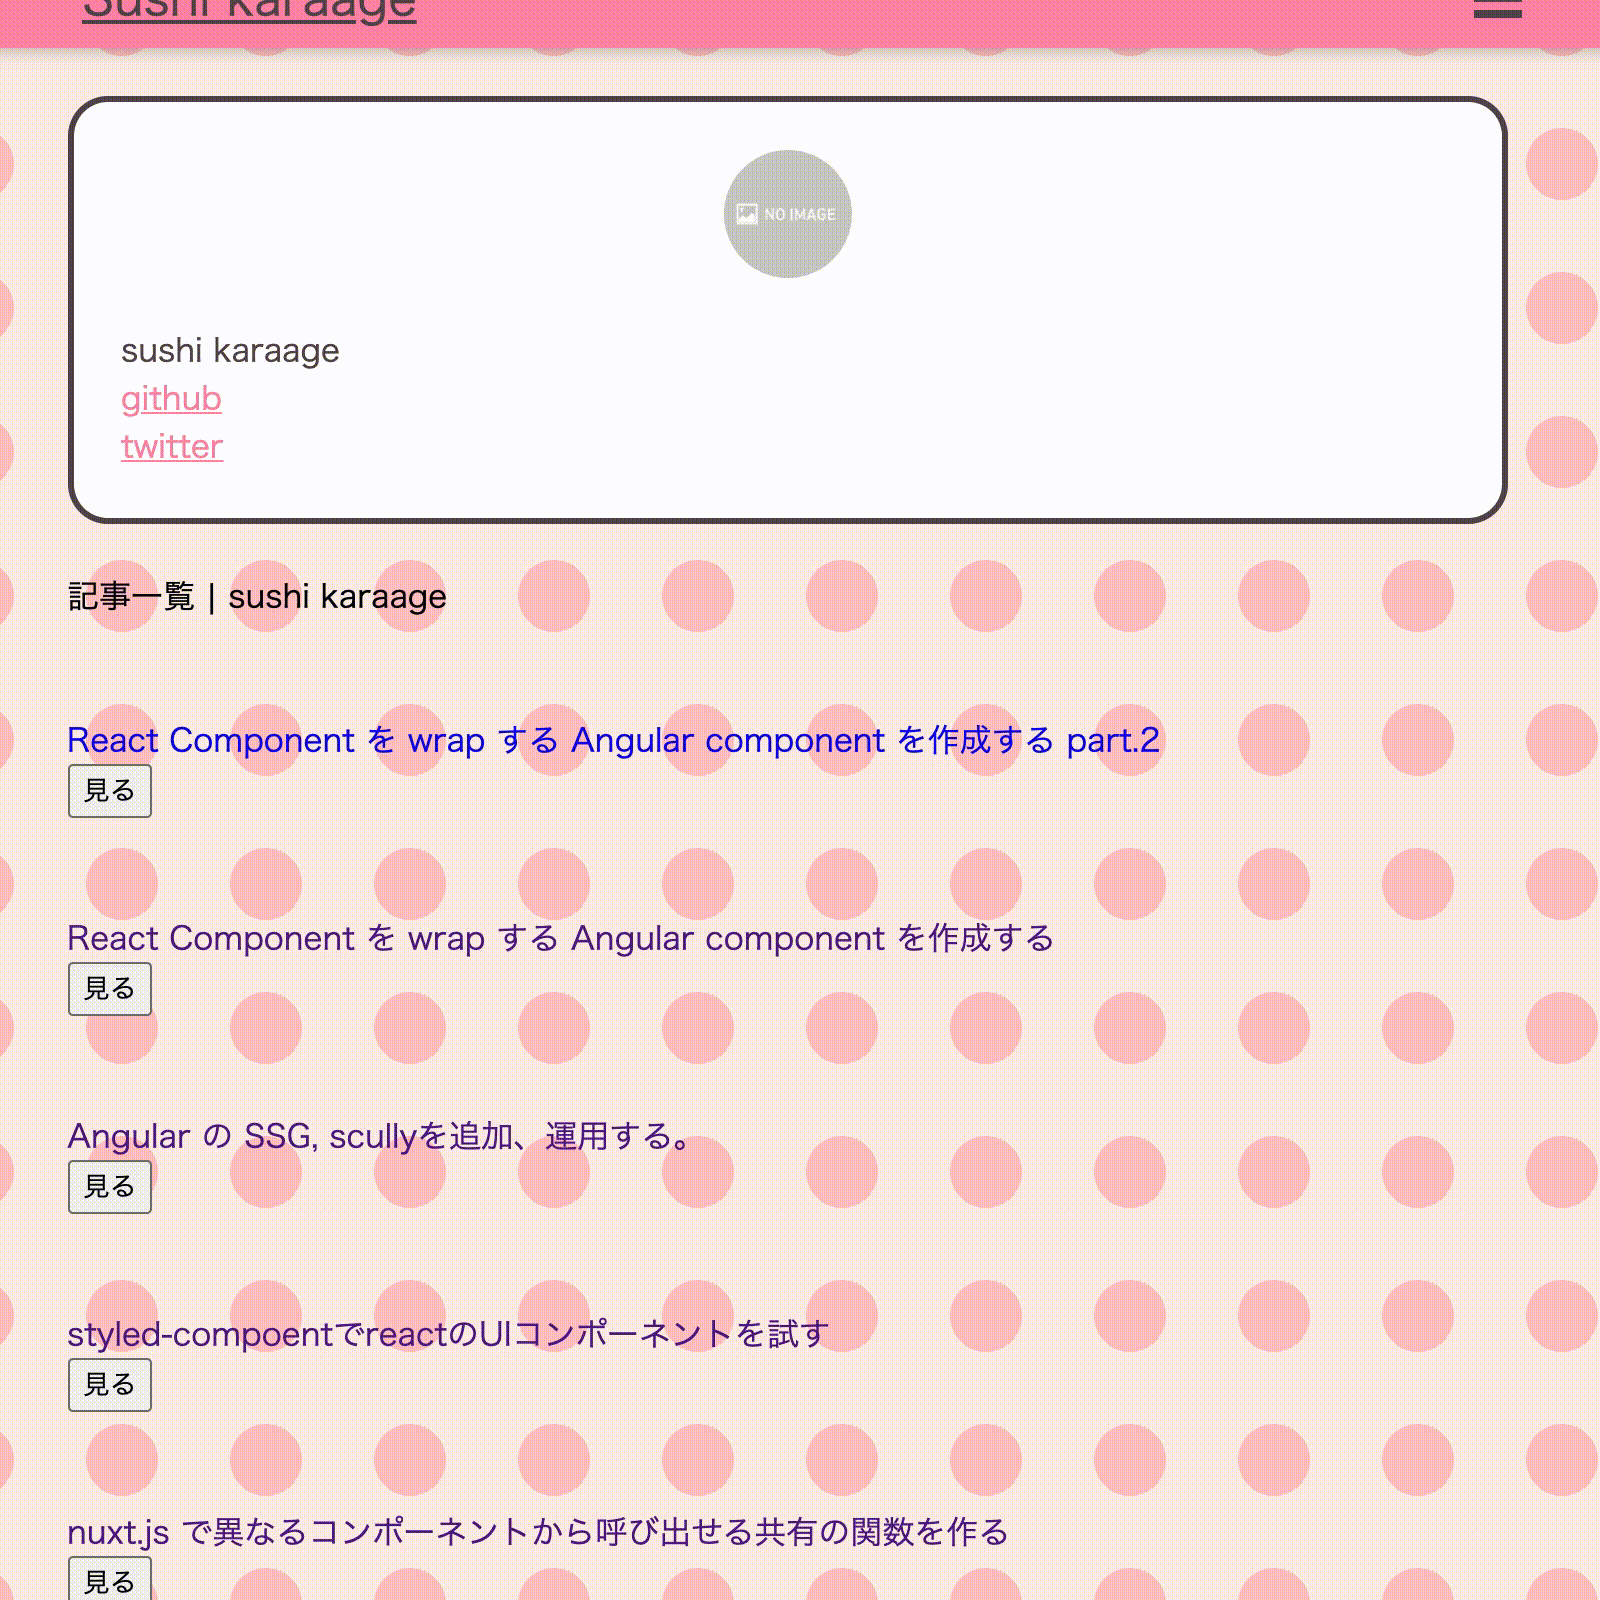 Sushi karaage
NO IMAGE
sushi karaage
github
twitter
記事一覧 | sushi karaage
React Component を wrap する Angular component を作成する part.2
見る
React Component を wrap する Angular component を作成する
見る
Angular の SSG, scullyを追加、運用する。
見る
styled-compoentでreactのUIコンポーネントを試す
見る
nuxt.js で異なるコンポーネントから呼び出せる共有の関数を作る
見る